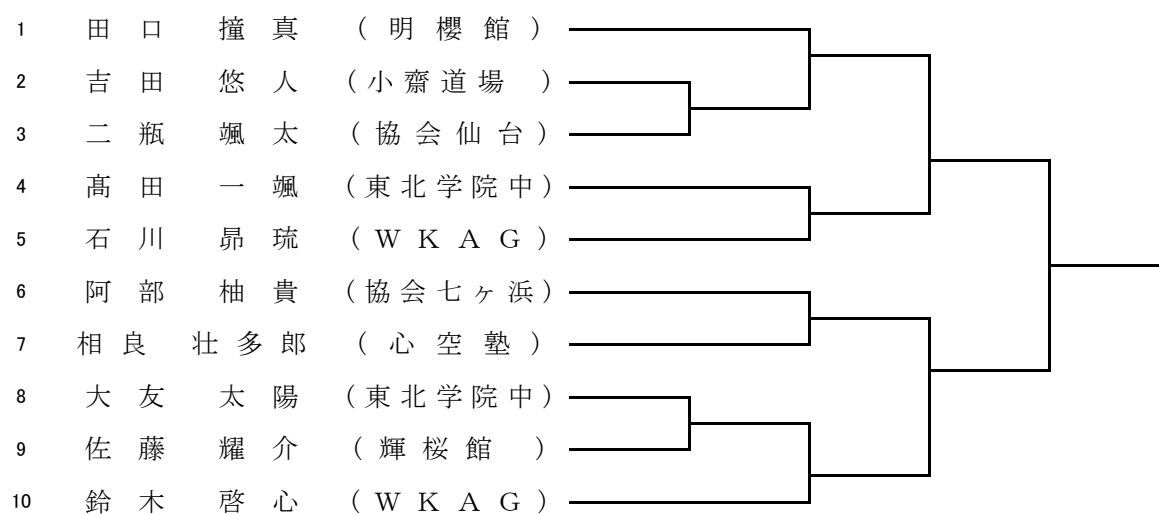 1 田口 撞真 (明櫻館)
2 吉田 悠人 (小齋道場 )
3 二瓶 颯太 (協会仙台)
4 髙田 一颯 (東北学院中)
5 石川 昴琉 (WKAG)
6 阿部 柚貴 (協会七ヶ浜)
7 相良 壮多郎 (心空塾)
8 大友 太陽 (東北学院中)
9 佐藤 耀介 (輝桜館 )
10 鈴木 啓心 (WKAG)